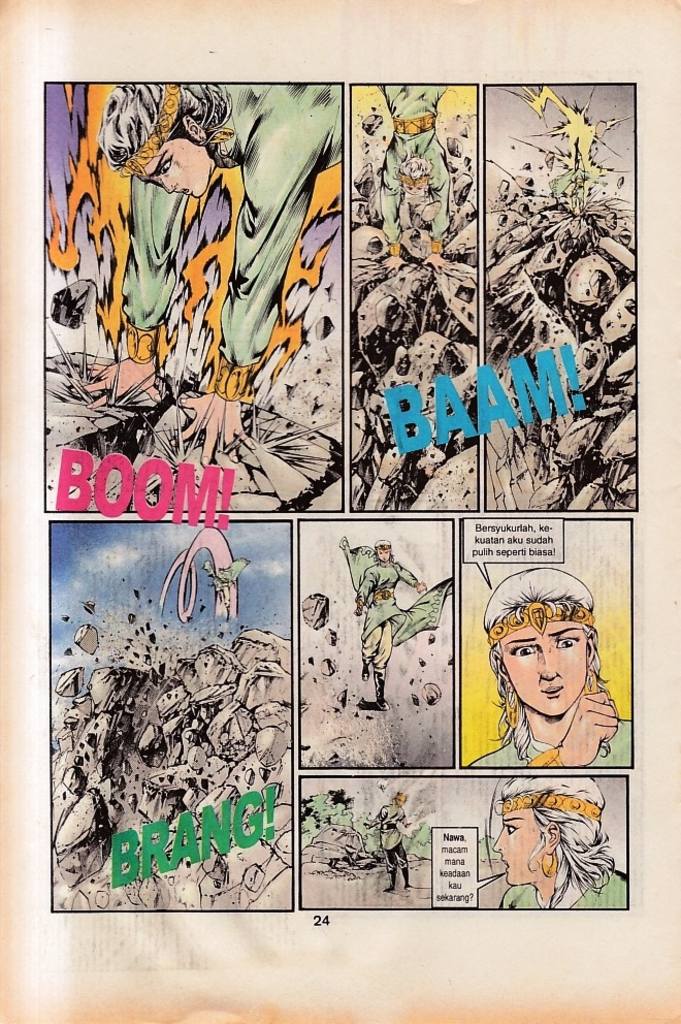 BOOM!
BAAM!
BRANG!
Bersyukurlah, ke-
kuatan aku sudah
pulih seperti biasa!
Nawa,
macam
mana
keadaan
kau
sekarang?
24